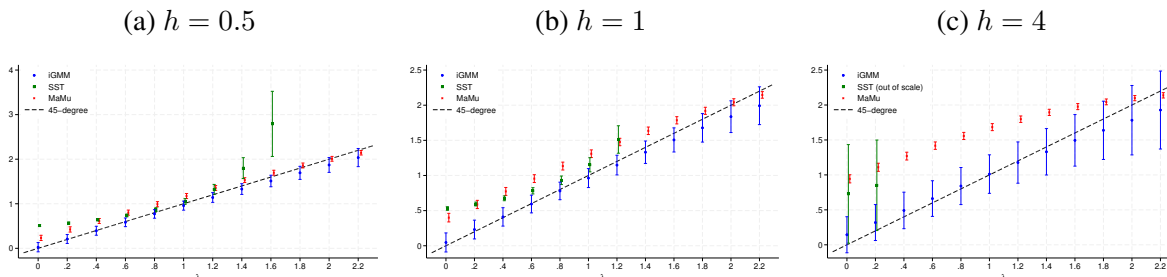 (a) h = 0.5
iGMM
SST
MaMu
45-degree
4
3
2
1
0
0 .2 .4 .6 .8 1 1.2 1.4 1.6 1.8 2 2.2
(b) h = 1
iGMM
SST
MaMu
45-degree
2.5
2
1.5
1
.5
0
0 .2 .4 .6 .8 1 1.2 1.4 1.6 1.8 2 2.2
(c) h = 4
iGMM
SST (out of scale)
MaMu
45-degree
2.5
2
1.5
1
.5
0
0 .2 .4 .6 .8 1 1.2 1.4 1.6 1.8 2 2.2